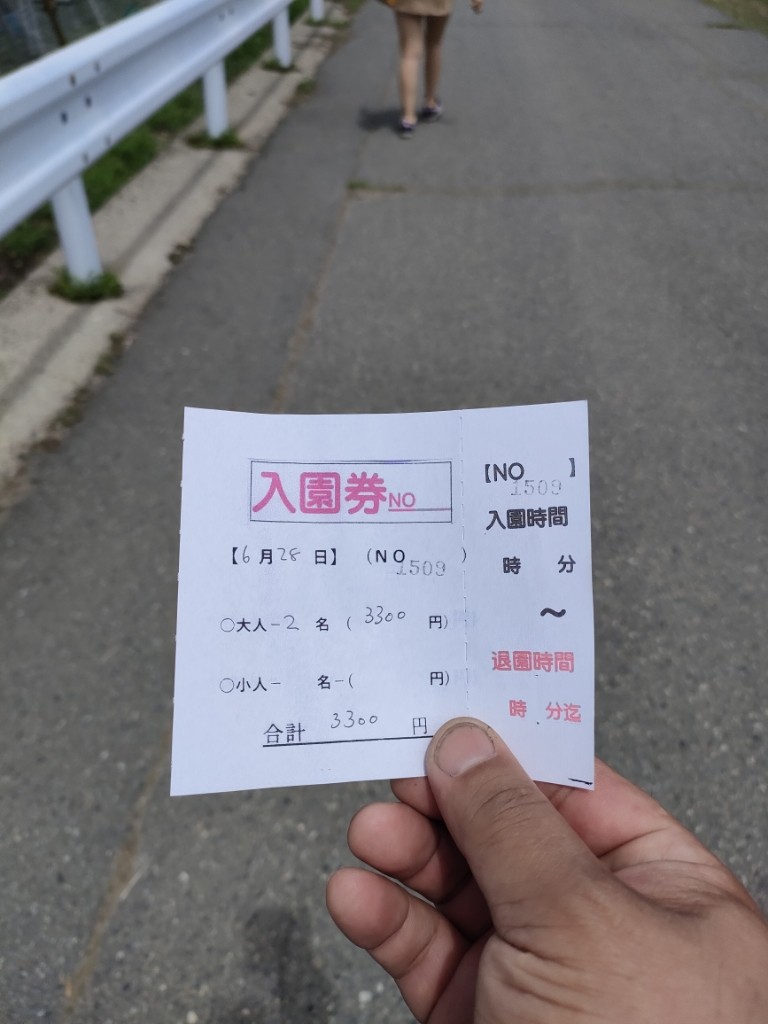 入園券NO
【6月28日】 (NO 1509)
○大人-2 名 ( 3300 円)
○小人- 名-( 円)
合計 3300 円
【NO 1509】
入園時間
時 分
~
退園時間
時 分迄